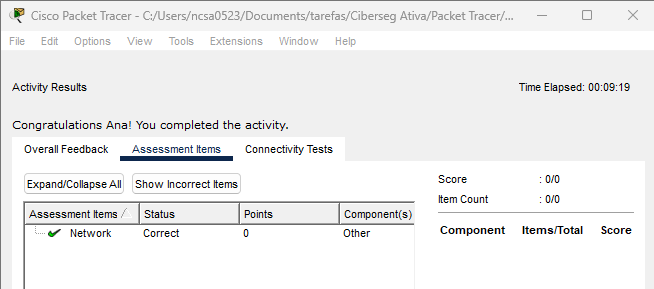 Cisco Packet Tracer - C:/Users/ncsa0523/Documents/tarefas/Ciberseg Ativa/Packet Tracer/...
File Edit Options View Tools Extensions Window Help
Activity Results Time Elapsed: 00:09:19
Congratulations Ana! You completed the activity.
Overall Feedback Assessment Items Connectivity Tests
Expand/Collapse All Show Incorrect Items
Score : 0/0
Item Count : 0/0
Assessment Items Status Points Component(s)
Network Correct 0 Other
Component Items/Total Score